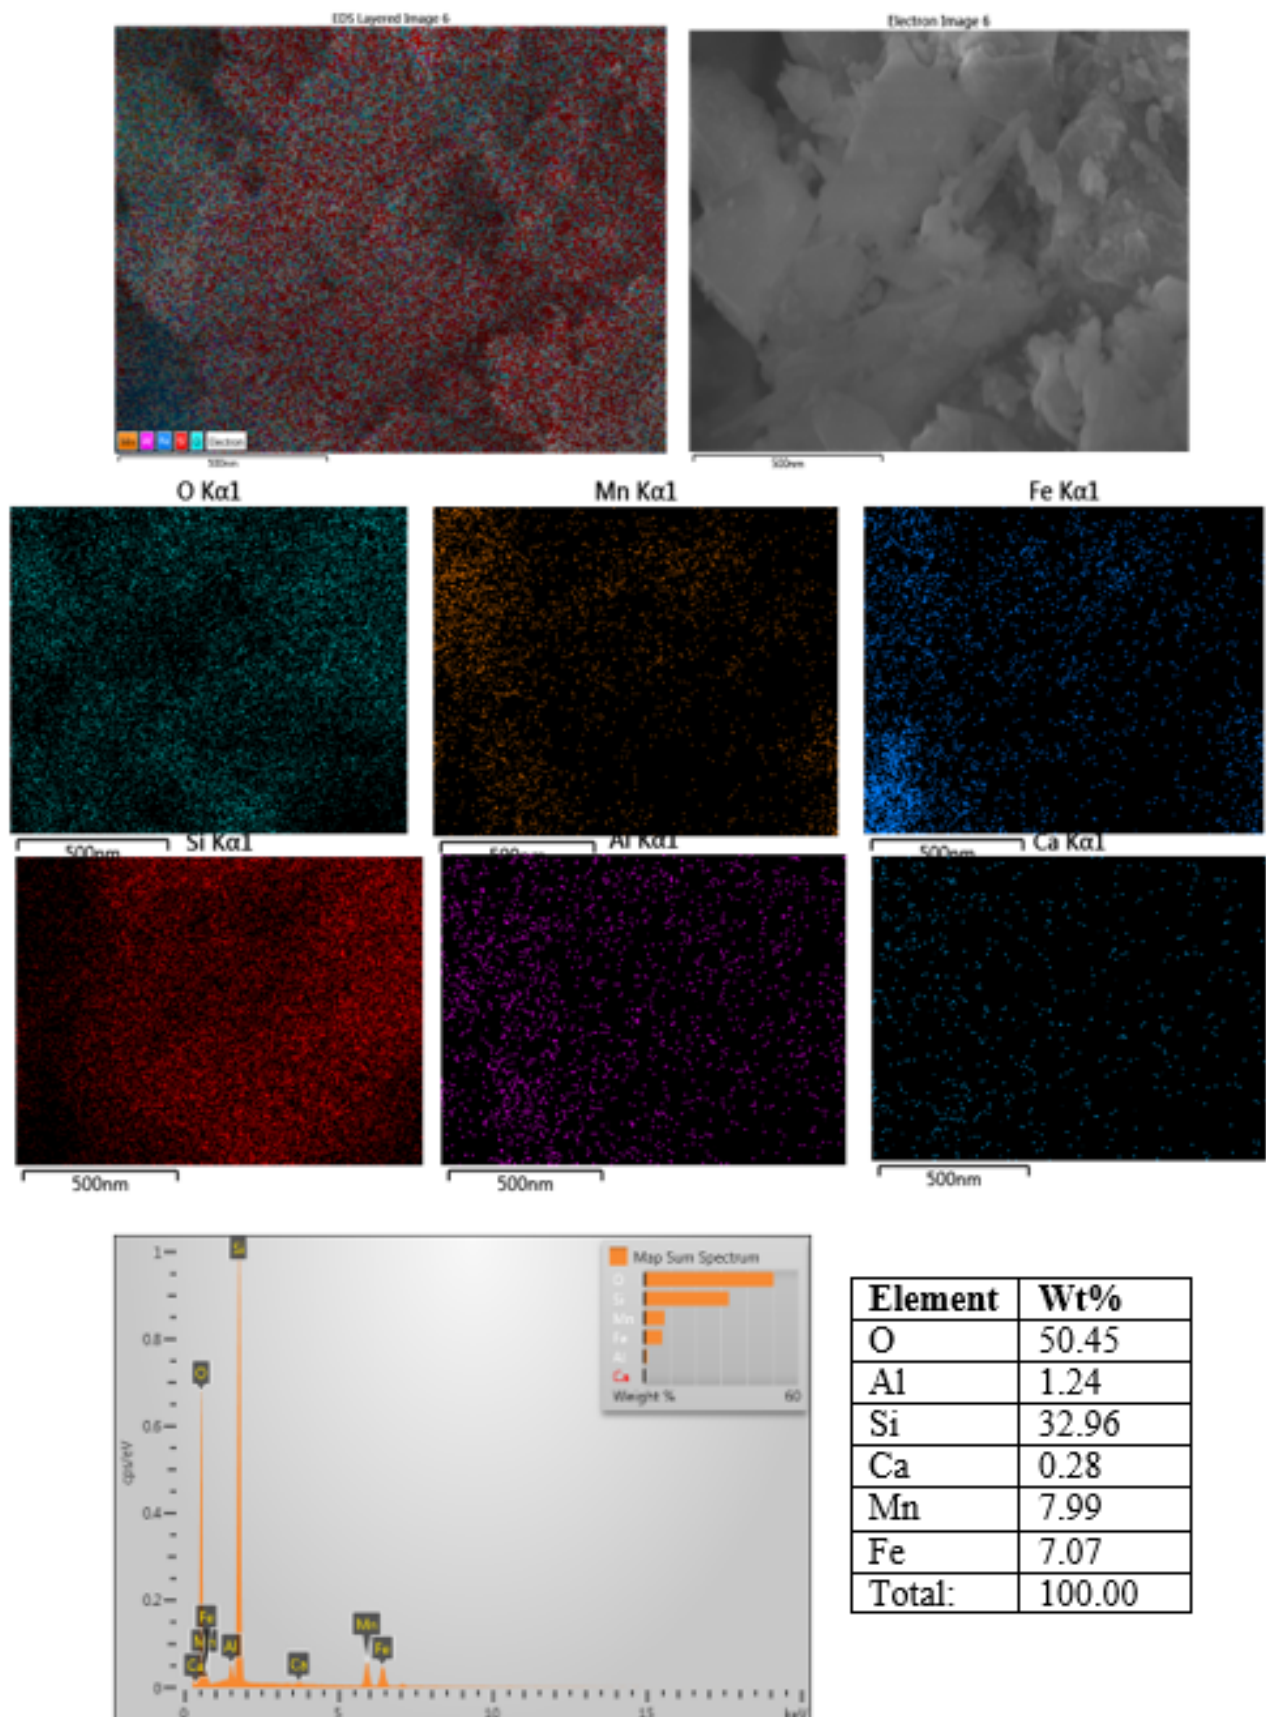 EDS Layered Image 6
Electron Image 6
Electron
500nm
500nm
O Kα1
Mn Kα1
Fe Kα1
500nm
500nm
500nm
Si Kα1
Al Kα1
Ca Kα1
500nm
500nm
500nm
Map Sum Spectrum
O
Si
Mn
Fe
Al
Ca
Weight %
60
1
0.8
0.6
0.4
0.2
0
cps/eV
Si
O
Fe
Mn
Ca
Al
Ca
Mn
Fe
0
5
10
15
keV
Element Wt%
O 50.45
Al 1.24
Si 32.96
Ca 0.28
Mn 7.99
Fe 7.07
Total: 100.00